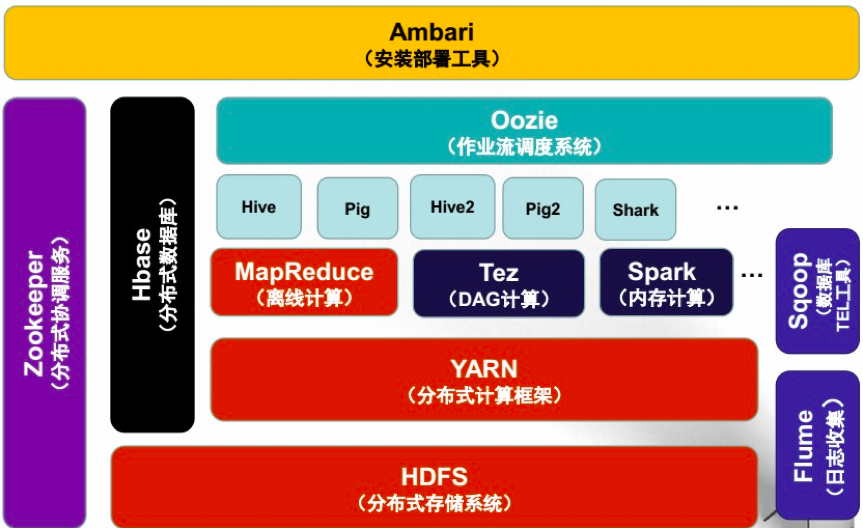 Ambari
（安装部署工具）
Zookeeper
（分布式协调服务）
Hbase
（分布式数据库）
Oozie
（作业流调度系统）
Hive
Pig
Hive2
Pig2
Shark
...
MapReduce
（离线计算）
Tez
（DAG计算）
Spark
（内存计算）
...
Sqoop
（数据库
TEL工具）
YARN
（分布式计算框架）
Flume
（日志收集）
HDFS
（分布式存储系统）